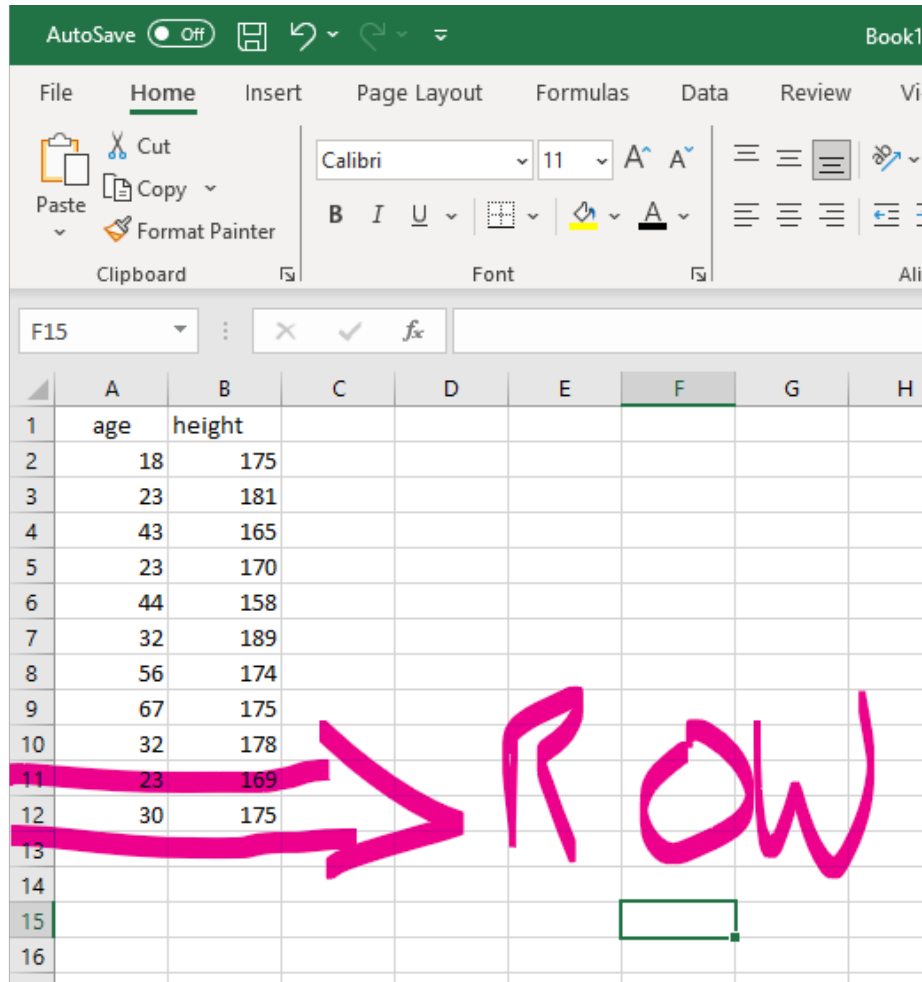 AutoSave Off Book1
File Home Insert Page Layout Formulas Data Review Vi
Cut
Copy
Paste
Format Painter
Calibri 11 A A
B I U A
Clipboard Font Ali
F15 fx
A B C D E F G H
1 age height
2 18 175
3 23 181
4 43 165
5 23 170
6 44 158
7 32 189
8 56 174
9 67 175
10 32 178
11 23 169
12 30 175
13
14
15
16
ROW